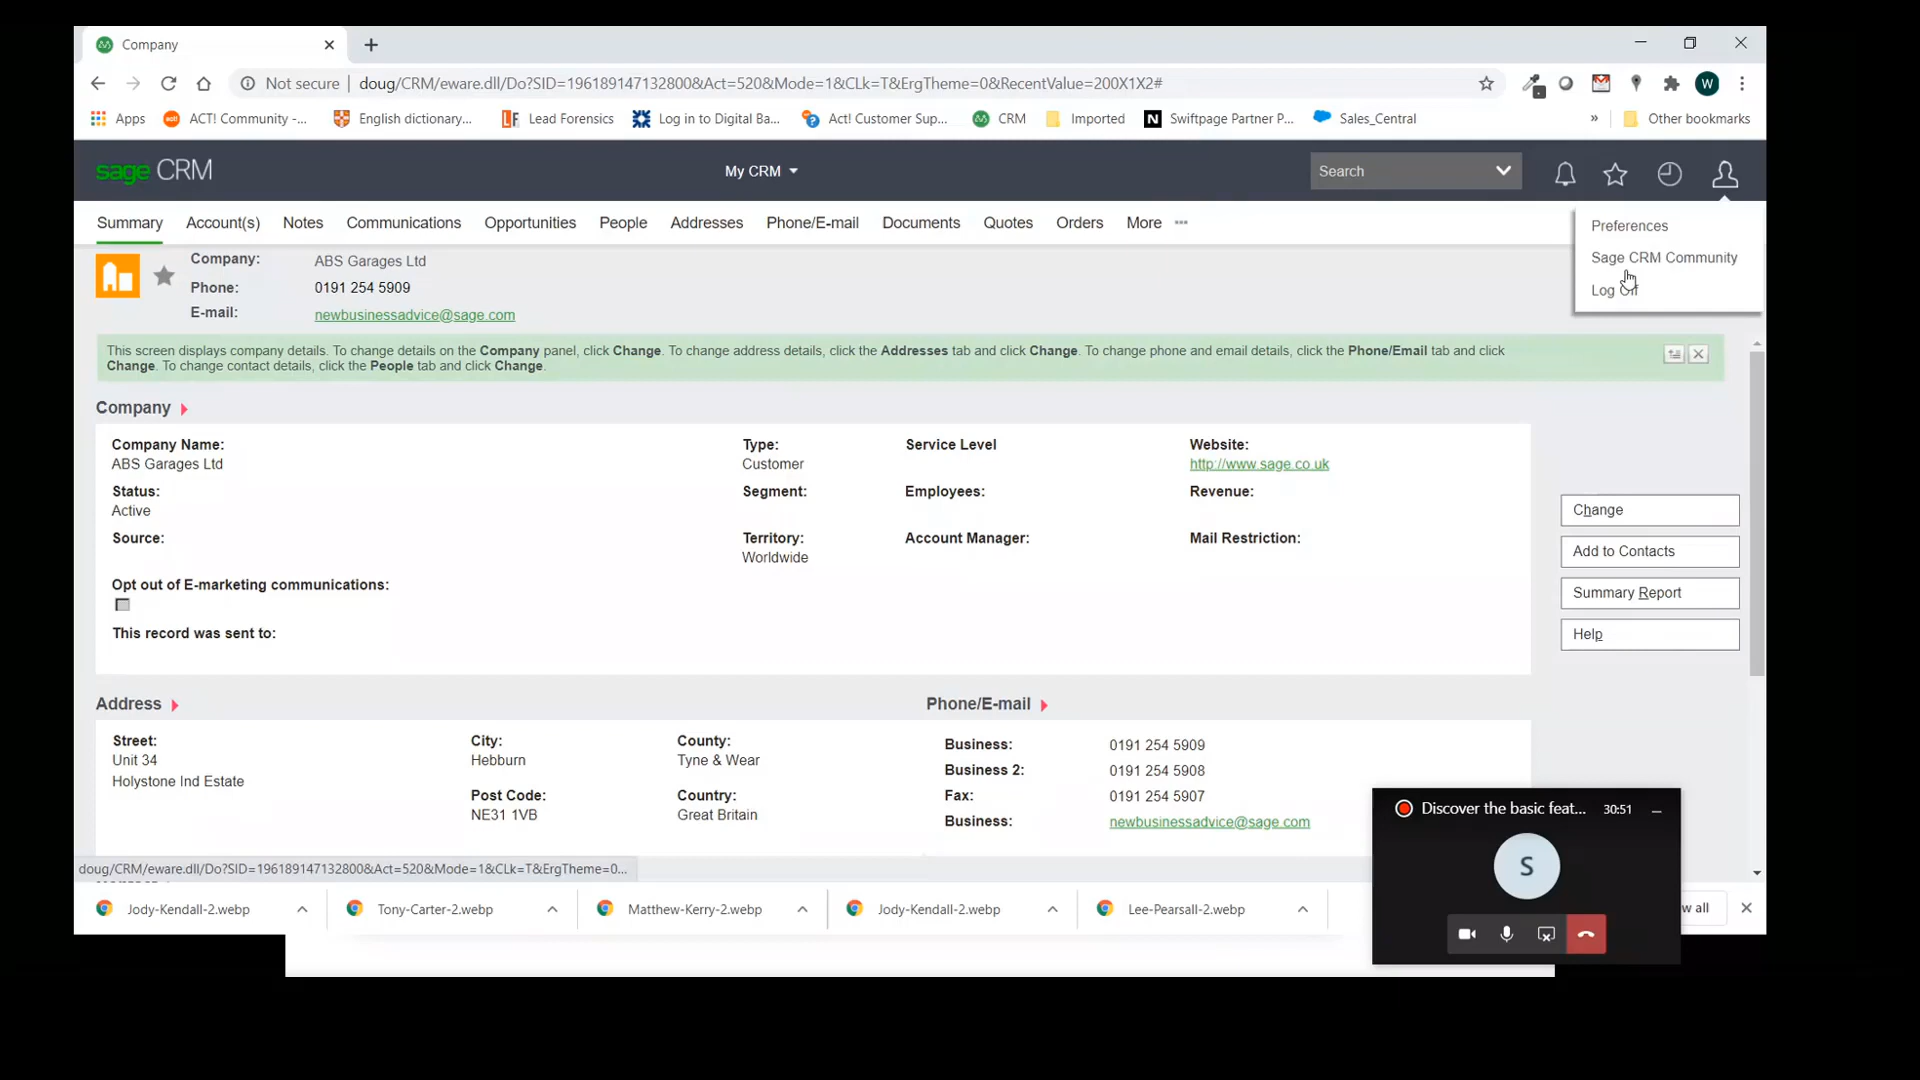 Company
Not secure | doug/CRM/eware.dll/Do?SID=196189147132800&Act=520&Mode=1&CLk=T&ErgTheme=0&RecentValue=200X1X2#
W
Apps ACT! Community -... English dictionary... Lead Forensics Log in to Digital Ba... Act! Customer Sup... CRM Imported N Swiftpage Partner P... Sales_Central » Other bookmarks
sage CRM My CRM Search
Summary Account(s) Notes Communications Opportunities People Addresses Phone/E-mail Documents Quotes Orders More
Preferences
Sage CRM Community
Log Off
Company: ABS Garages Ltd
Phone: 0191 254 5909
E-mail: newbusinessadvice@sage.com
This screen displays company details. To change details on the Company panel, click Change. To change address details, click the Addresses tab and click Change. To change phone and email details, click the Phone/Email tab and click
Change. To change contact details, click the People tab and click Change.
Company
Company Name: Type: Service Level Website:
ABS Garages Ltd Customer http://www.sage.co.uk
Status: Segment: Employees: Revenue:
Active
Source: Territory: Account Manager: Mail Restriction:
Worldwide
Opt out of E-marketing communications:
This record was sent to:
Change
Add to Contacts
Summary Report
Help
Address
Street: City: County:
Unit 34 Hebburn Tyne & Wear
Holystone Ind Estate
Post Code: Country:
NE31 1VB Great Britain
Phone/E-mail
Business: 0191 254 5909
Business 2: 0191 254 5908
Fax: 0191 254 5907
Business: newbusinessadvice@sage.com
Discover the basic feat... 30:51
S
doug/CRM/eware.dll/Do?SID=196189147132800&Act=520&Mode=1&CLk=T&ErgTheme=0...
Jody-Kendall-2.webp Tony-Carter-2.webp Matthew-Kerry-2.webp Jody-Kendall-2.webp Lee-Pearsall-2.webp w all